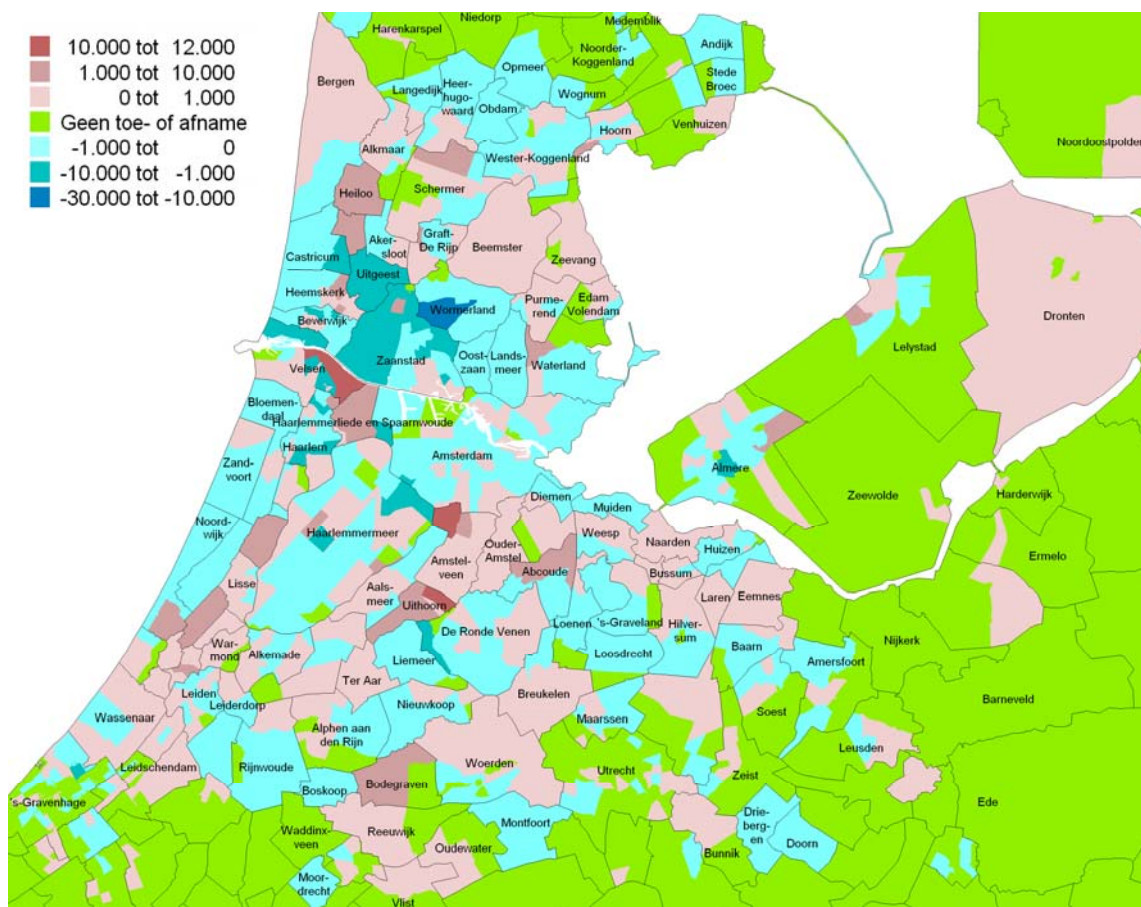 10.000 tot 12.000
1.000 tot 10.000
0 tot 1.000
Geen toe- of afname
-1.000 tot 0
-10.000 tot -1.000
-30.000 tot -10.000
Niedorp
Medemblik
Harenkarspel
Noorder-
Koggenland
Andijk
Opmeer
Stede
Broec
Bergen
Langedijk
Heer-
hugo-
waard
Obdam
Wognum
Venhuizen
Hoorn
Noordoostpolder
Alkmaar
Wester-Koggenland
Schermer
Heiloo
Graft-
De Rijp
Aker-
sloot
Beemster
Zeevang
Castricum
Uitgeest
Heemskerk
Purme-
rend
Edam
Volendam
Wormerland
Beverwijk
Dronten
Lelystad
Zaanstad
Oost-
zaan
Lands-
meer
Waterland
Velsen
Bloemen-
daal
Haarlemmerliede en Spaarnwoude
Haarlem
Amsterdam
Zand-
voort
Almere
Zeewolde
Harderwijk
Diemen
Muiden
Noord-
wijk
Haarlemmermeer
Ouder-
Amstel
Weesp
Naarden
Huizen
Ermelo
Amstel-
veen
Abcoude
Bussum
Lisse
Aals-
meer
Uithoorn
Laren
Eemnes
Loenen
's-Graveland
Hilver-
sum
De Ronde Venen
Nijkerk
War-
mond
Alkemade
Liemeer
Loosdrecht
Baarn
Amersfoort
Ter Aar
Leiden
Leiderdorp
Nieuwkoop
Breukelen
Barneveld
Wassenaar
Alphen aan
den Rijn
Maarssen
Soest
Leusden
Leidschendam
Rijnwoude
Woerden
Utrecht
Zeist
Bodegraven
Boskoop
's-Gravenhage
Ede
Montfoort
Drie-
berg-
en
Doorn
Waddinx-
veen
Reeuwijk
Oudewater
Bunnik
Moor-
drecht
Vlist